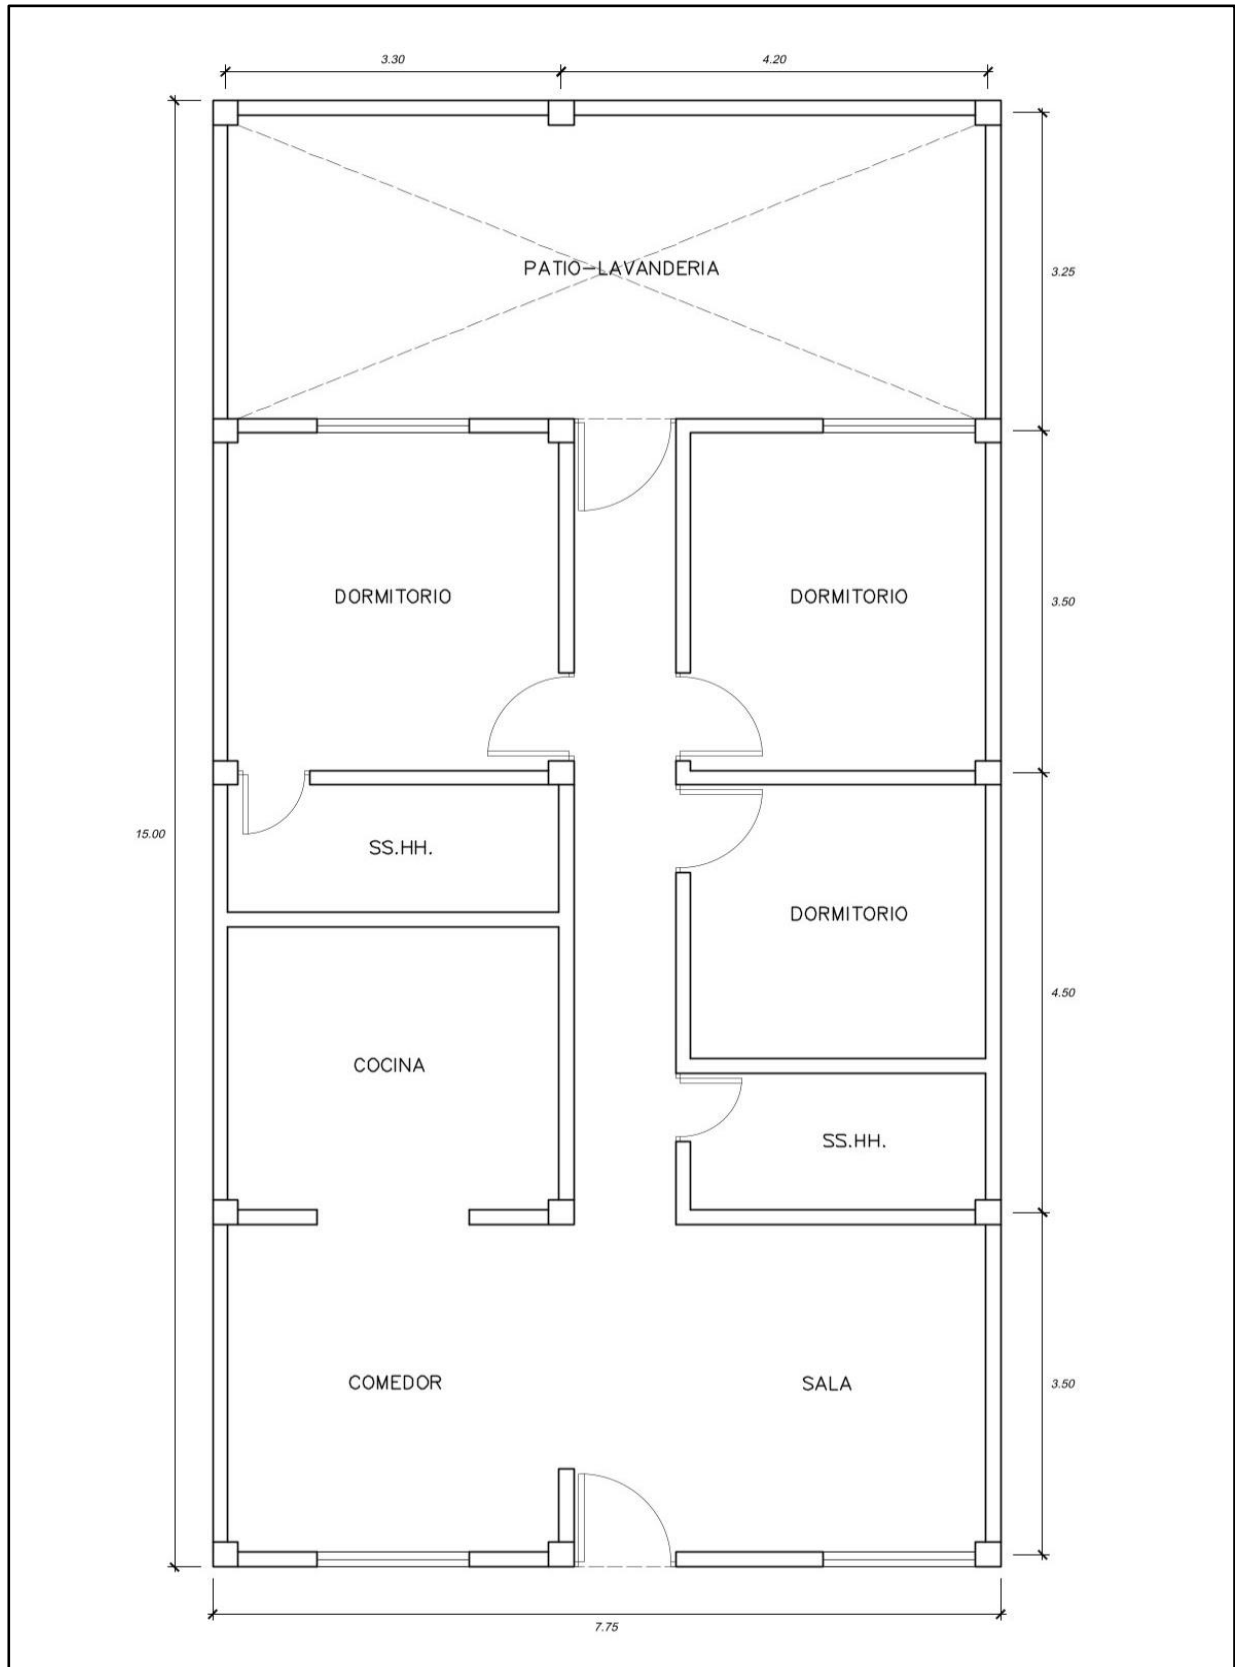 3.30
4.20
PATIO-LAVANDERIA
3.25
DORMITORIO
DORMITORIO
3.50
15.00
SS.HH.
DORMITORIO
4.50
COCINA
SS.HH.
COMEDOR
SALA
3.50
7.75